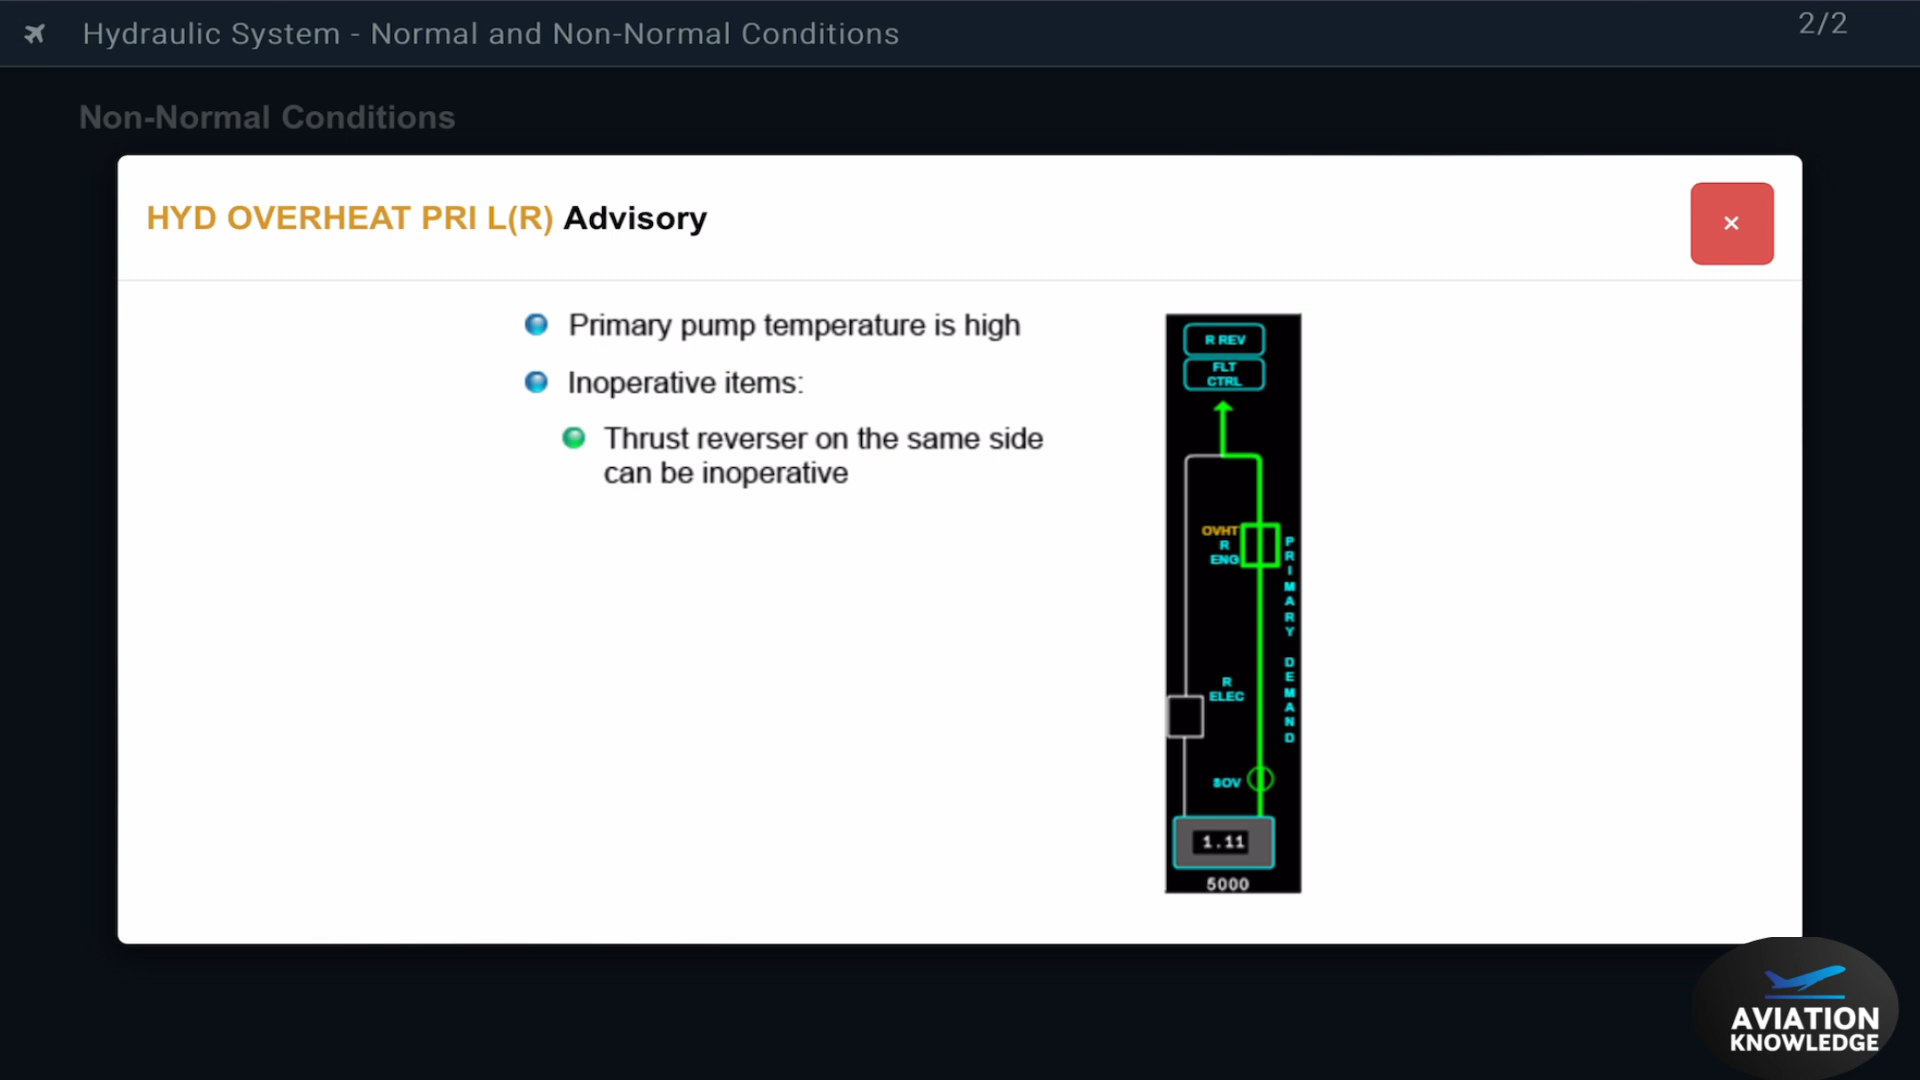 Hydraulic System - Normal and Non-Normal Conditions
2/2
Non-Normal Conditions
HYD OVERHEAT PRI L(R) Advisory
×
Primary pump temperature is high
Inoperative items:
Thrust reverser on the same side
can be inoperative
R REV
FLT
CTRL
OVHT
R
ENG
PRIMARY
R
ELEC
DEMAND
SOV
1.11
5000
AVIATION
KNOWLEDGE